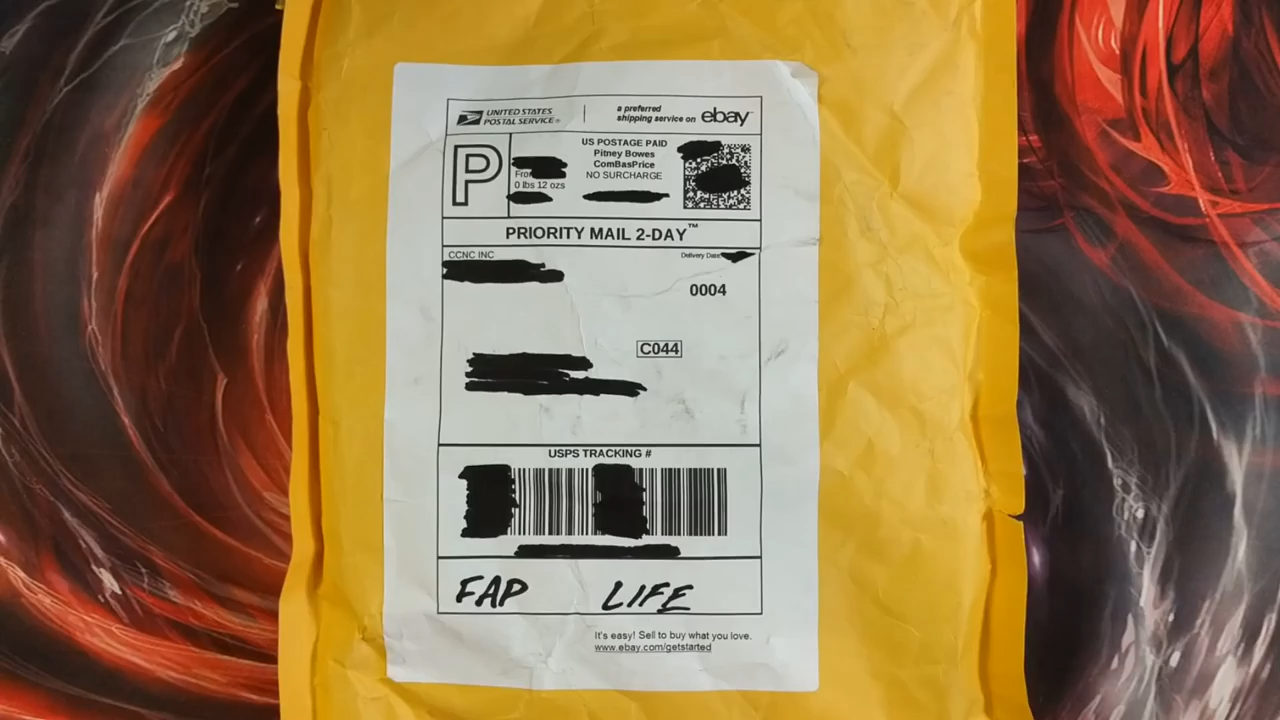 UNITED STATES POSTAL SERVICE®
a preferred shipping service on ebay™
P
US POSTAGE PAID
Pitney Bowes
ComBasPrice
NO SURCHARGE
0 lbs 12 ozs
PRIORITY MAIL 2-DAY™
CCNC INC
Delivery Date:
0004
C044
USPS TRACKING #
FAP LIFE
It's easy! Sell to buy what you love.
www.ebay.com/getstarted